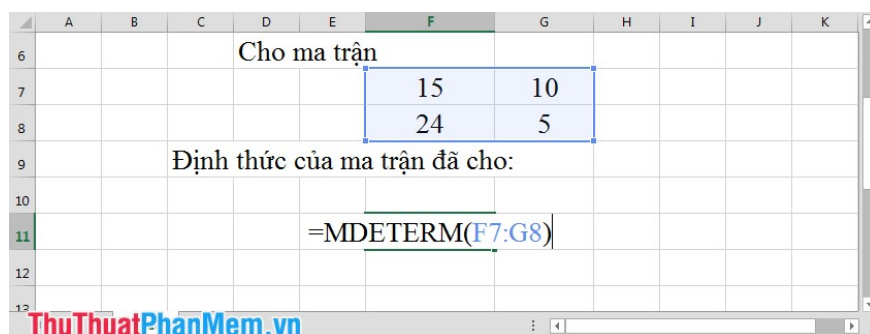 A B C D E F G H I J K
6 Cho ma trận
7 15 10
8 24 5
9 Định thức của ma trận đã cho:
10
11 =MDETERM(F7:G8)
12
13
ThuThuatPhanMem.vn